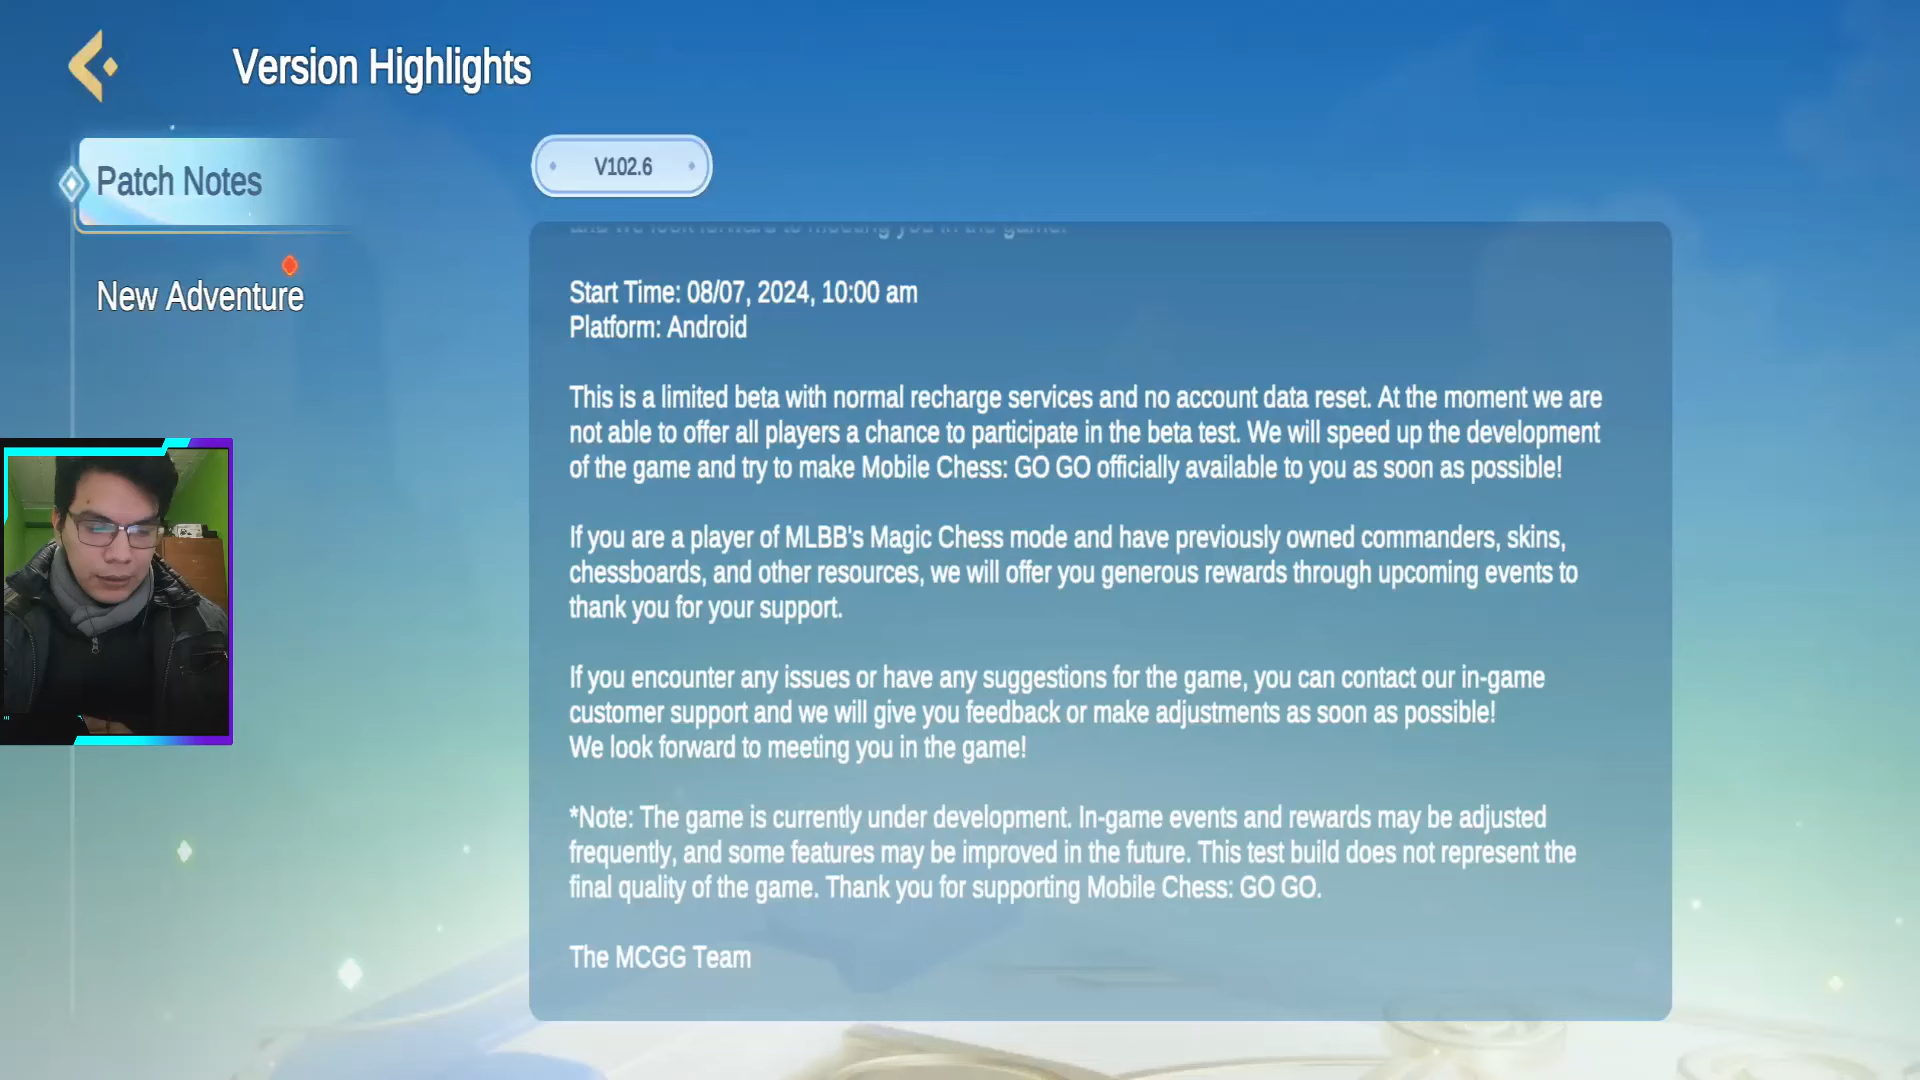 Version Highlights
Patch Notes
New Adventure
V102.6
and we look forward to meeting you in the game!
Start Time: 08/07, 2024, 10:00 am
Platform: Android
This is a limited beta with normal recharge services and no account data reset. At the moment we are
not able to offer all players a chance to participate in the beta test. We will speed up the development
of the game and try to make Mobile Chess: GO GO officially available to you as soon as possible!
If you are a player of MLBB's Magic Chess mode and have previously owned commanders, skins,
chessboards, and other resources, we will offer you generous rewards through upcoming events to
thank you for your support.
If you encounter any issues or have any suggestions for the game, you can contact our in-game
customer support and we will give you feedback or make adjustments as soon as possible!
We look forward to meeting you in the game!
*Note: The game is currently under development. In-game events and rewards may be adjusted
frequently, and some features may be improved in the future. This test build does not represent the
final quality of the game. Thank you for supporting Mobile Chess: GO GO.
The MCGG Team